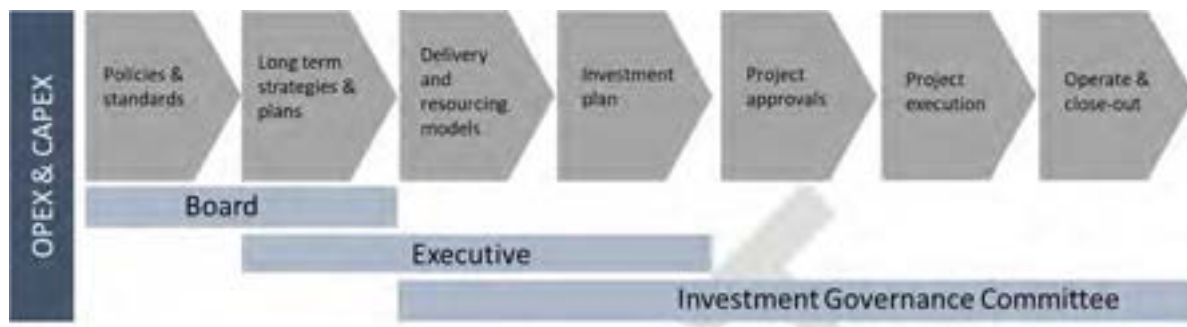 OPEX & CAPEX
Policies &
standards
Long term
strategies &
plans
Delivery
and
resourcing
models
Investment
plan
Project
approvals
Project
execution
Operate &
close-out
Board
Executive
Investment Governance Committee